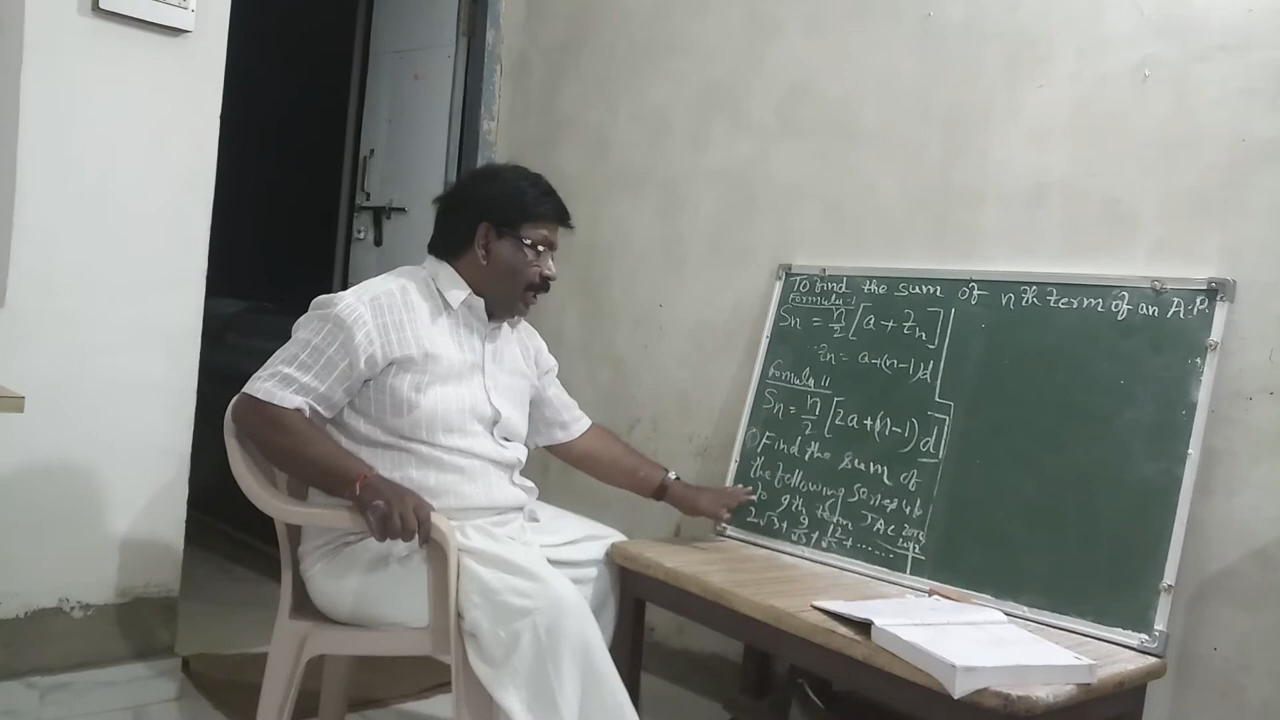 To find the sum of nth term of an A.P.
Formula-I
Sn = n/2 [a + tn]
tn = a+(n-1)d
Formula II
Sn = n/2 [2a+(n-1)d]
① Find the sum of
the following series up
to 9th term JAC 2016
2√3 + 9/√3 + 12/√3 + ......